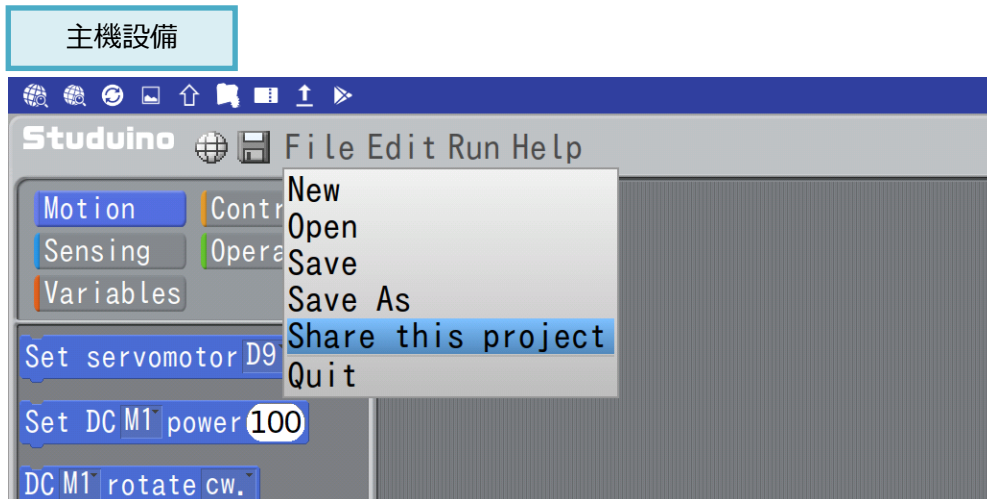 主機設備
Studuino File Edit Run Help
New
Open
Save
Save As
Share this project
Quit
Motion
Sensing
Variables
Set servomotor D9
Set DC M1 power 100
DC M1 rotate cw.